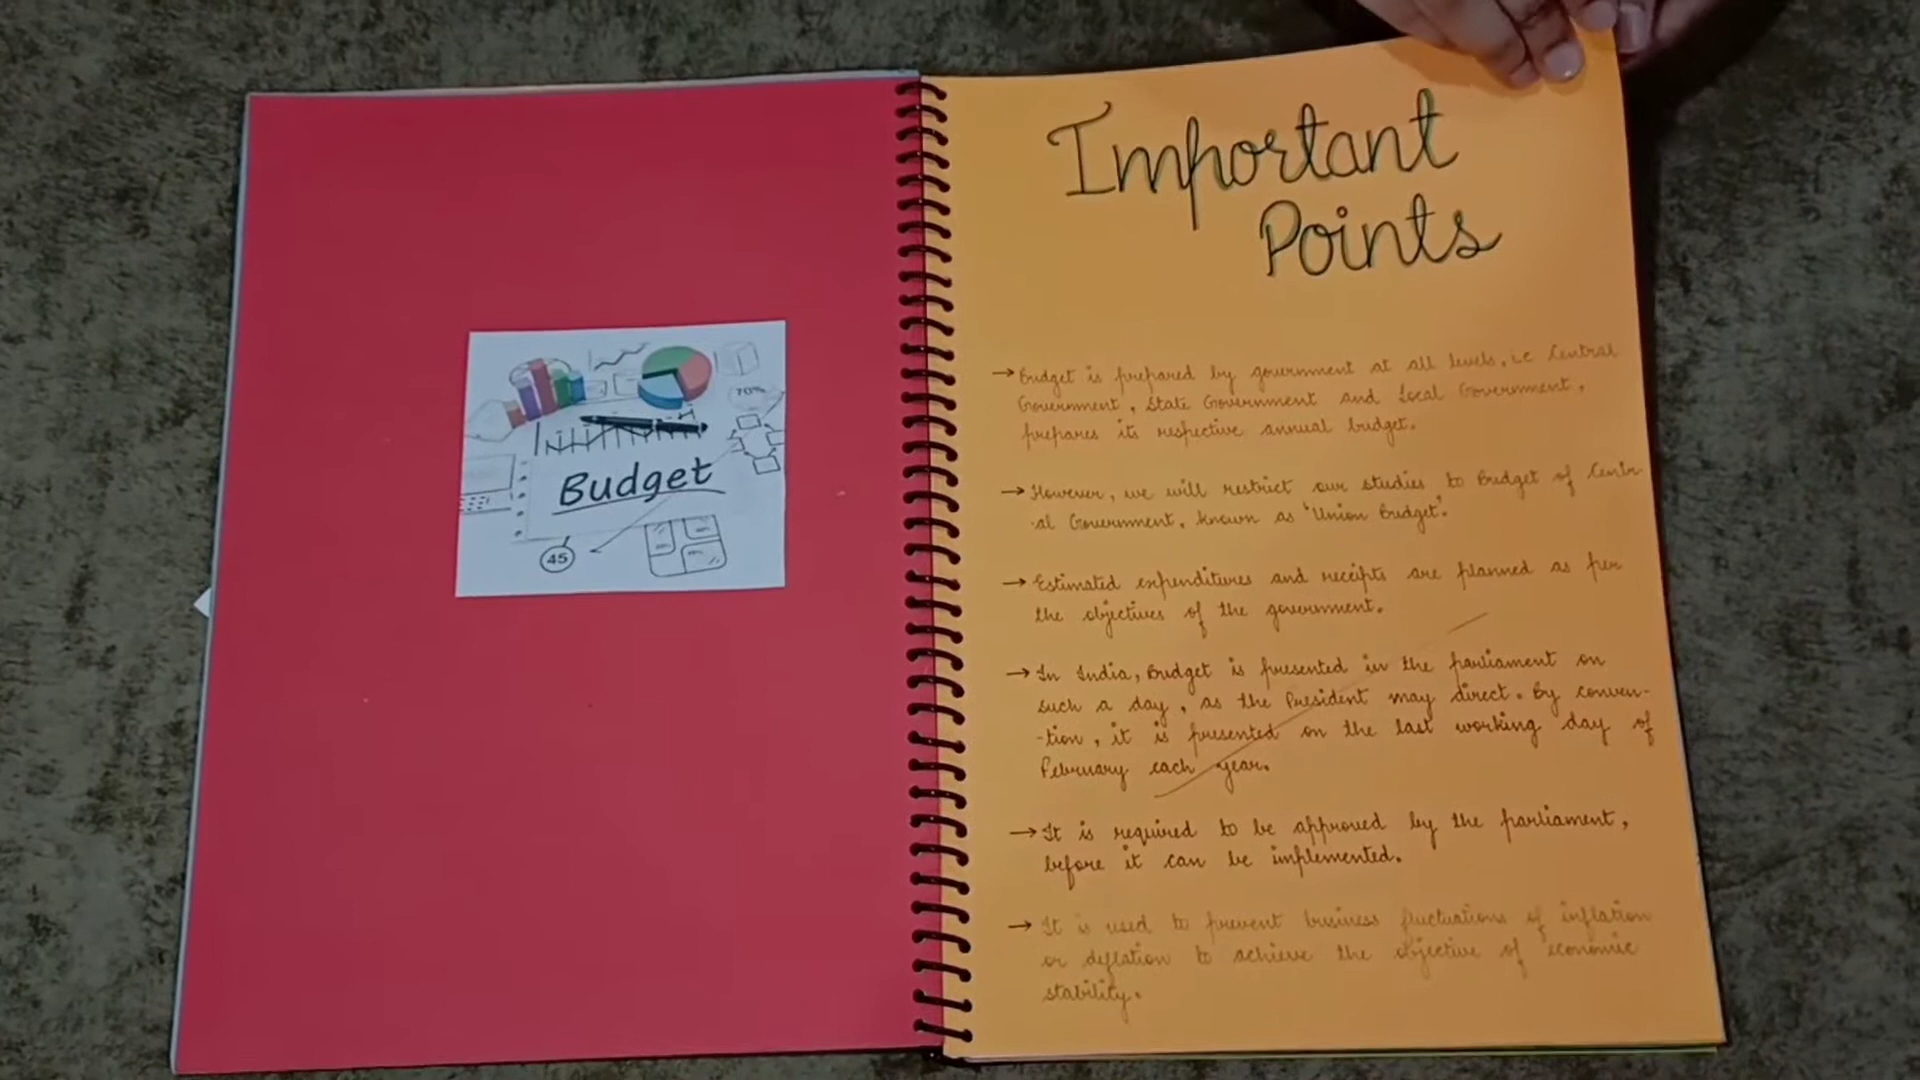 70%
Budget
45
Important
Points
→ Budget is prepared by government at all levels, i.e Central
Government, State Government and Local Government,
prepares its respective annual budget.
→ However, we will restrict our studies to Budget of Centr
-al Government, known as 'Union Budget'.
→ Estimated expenditures and receipts are planned as per
the objectives of the government.
→ In India, Budget is presented in the parliament on
such a day, as the President may direct. By conven-
-tion, it is presented on the last working day of
February each year.
→ It is required to be approved by the parliament,
before it can be implemented.
→ It is used to prevent business fluctuations of inflation
or deflation to achieve the objective of economic
stability.